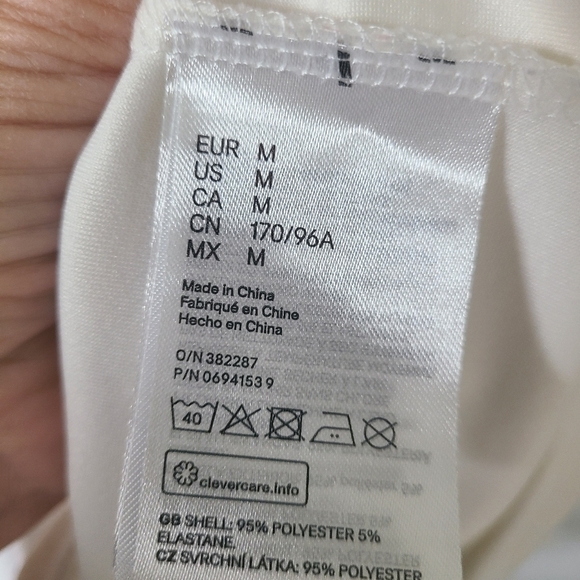 EUR M
US M
CA M
CN 170/96A
MX M
Made in China
Fabriqué en Chine
Hecho en China
O/N 382287
P/N 0694153 9
40
clevercare.info
GB SHELL: 95% POLYESTER 5%
ELASTANE.
CZ SVRCHNÍ LÁTKA: 95% POLYESTER